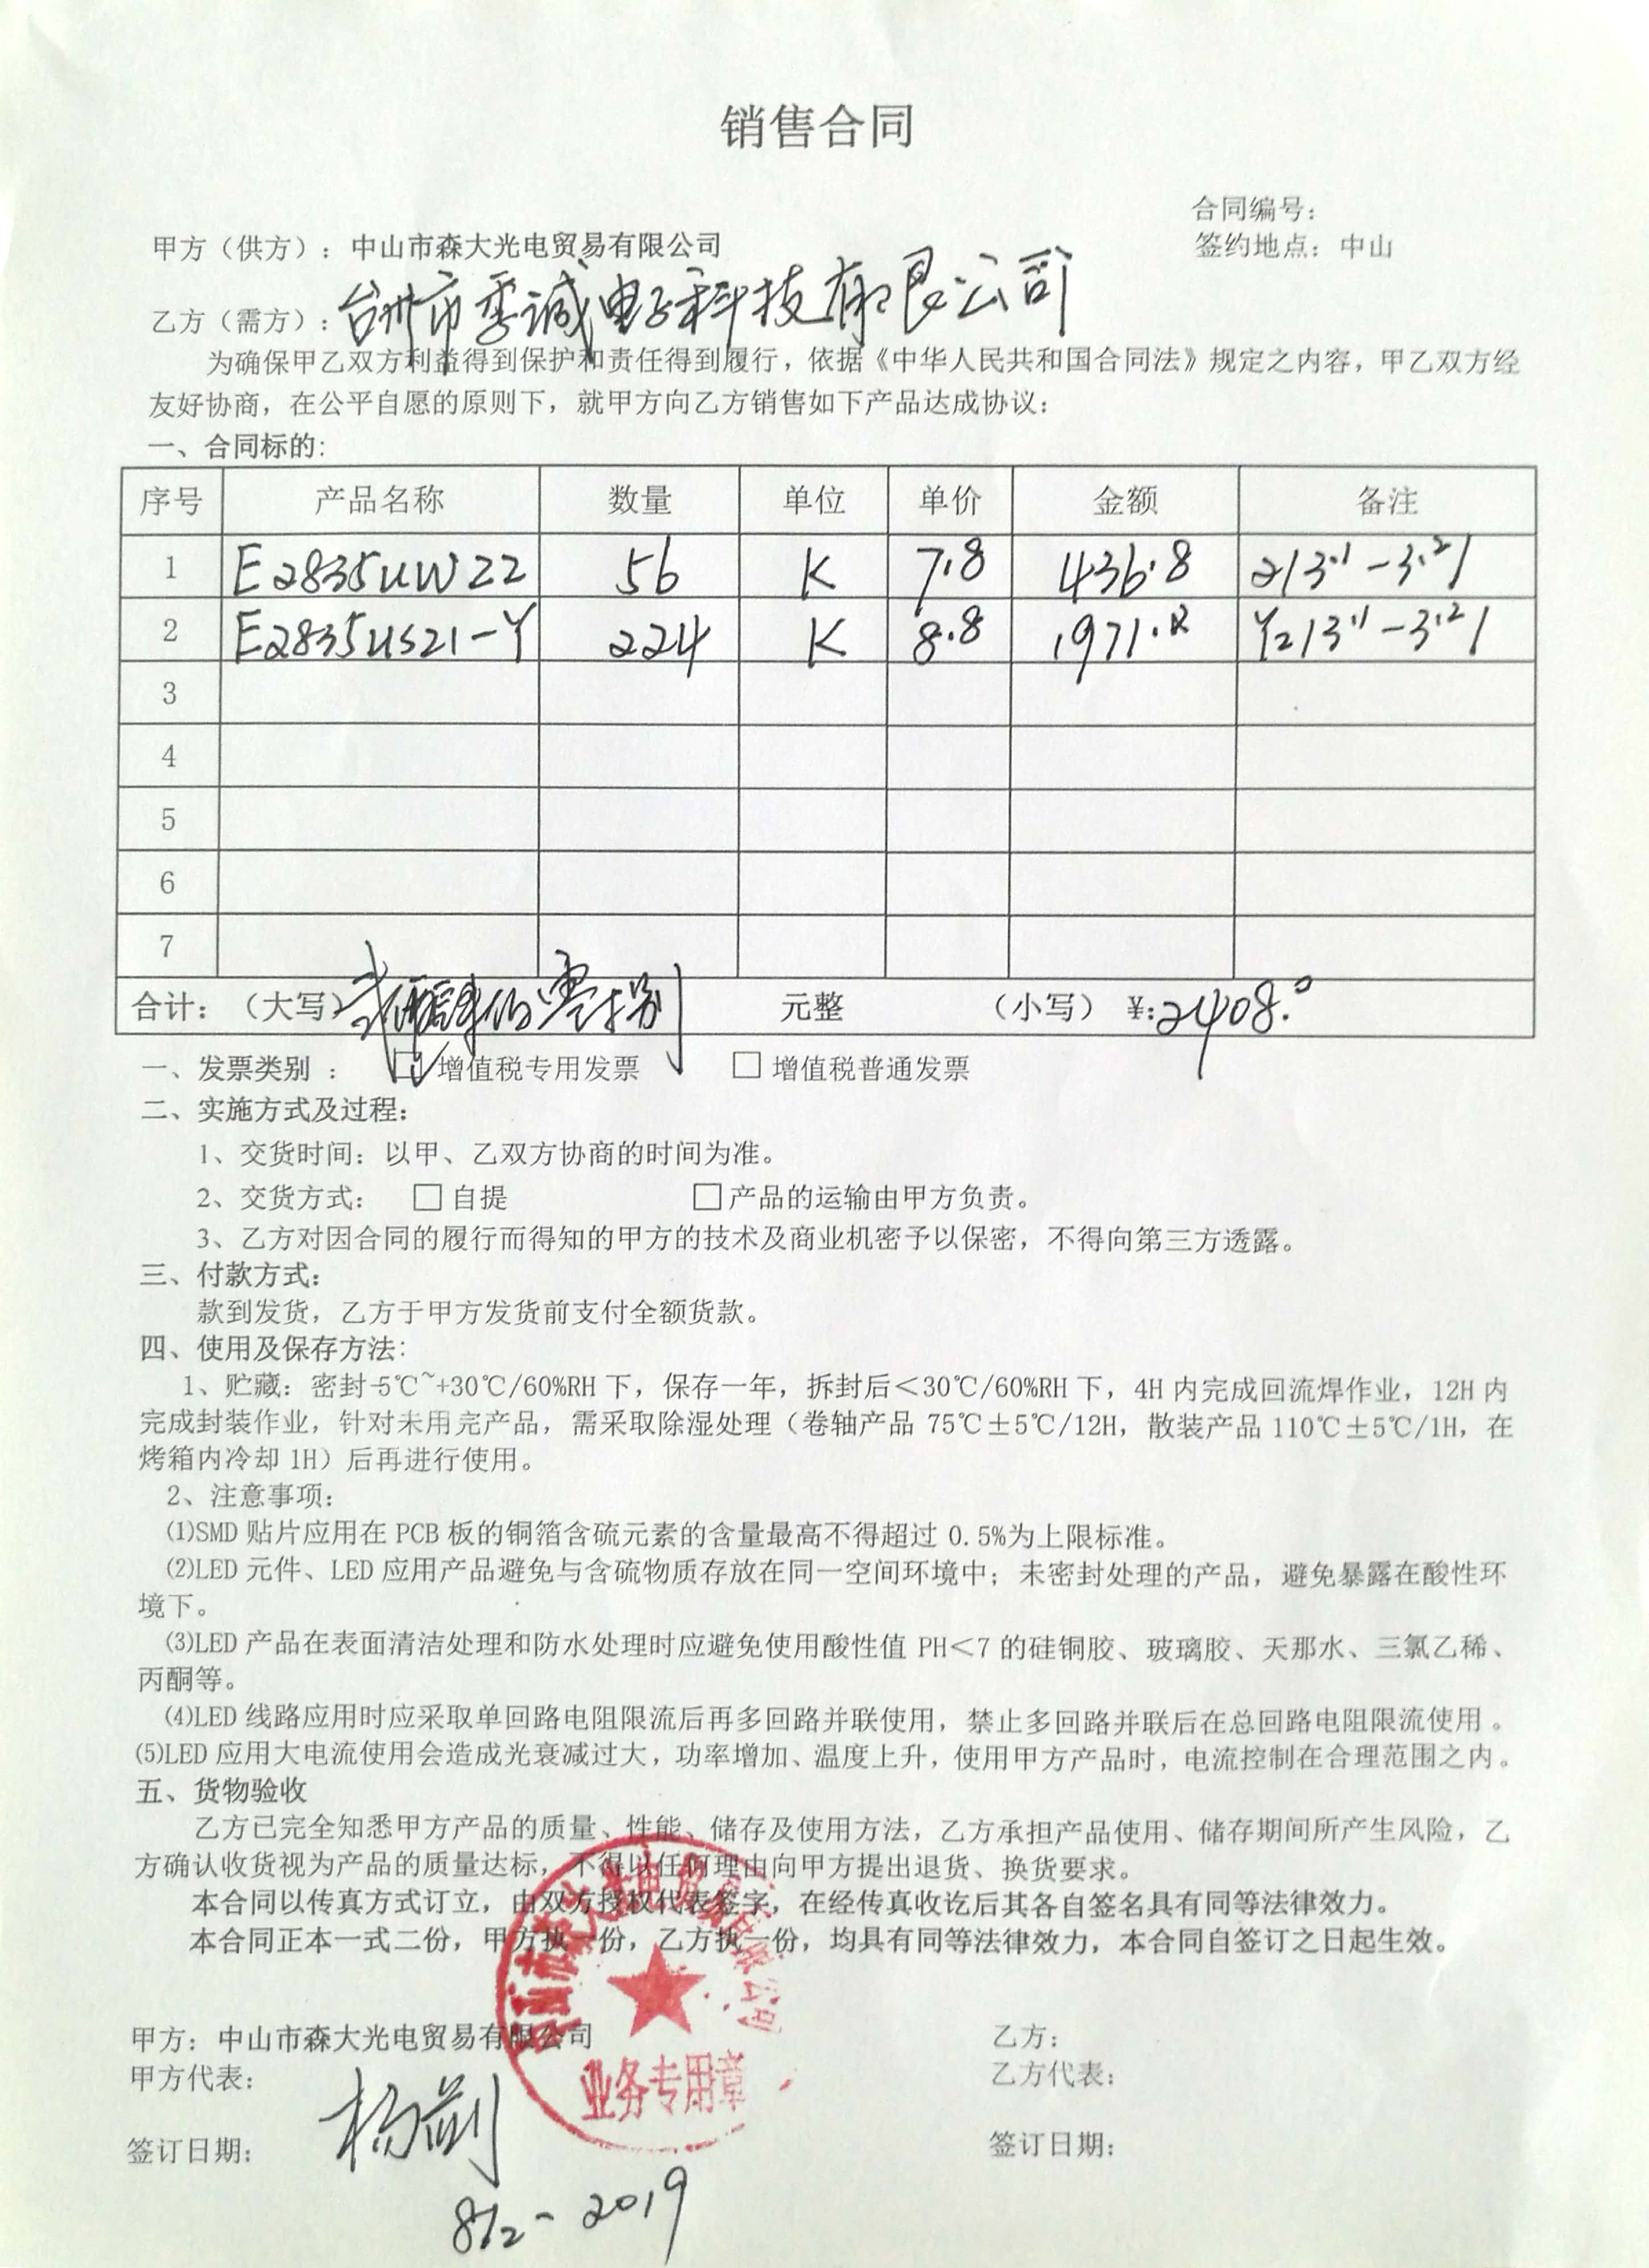 销售合同
合同编号：
甲方（供方）：中山市森大光电贸易有限公司
签约地点：中山
乙方（需方）：台州市季诚电子科技有限公司
为确保甲乙双方利益得到保护和责任得到履行，依据《中华人民共和国合同法》规定之内容，甲乙双方经
友好协商，在公平自愿的原则下，就甲方向乙方销售如下产品达成协议：
一、合同标的：
序号 产品名称 数量 单位 单价 金额 备注
1 E2835UW22 56 K 7.8 436.8 2/3.1-3.2/
2 E2835US21-Y 224 K 8.8 1971.2 Y2/3.1-3.2/
3
4
5
6
7
合计：（大写） 元整 （小写）¥:2408.0
一、发票类别 ： ☑ 增值税专用发票 □ 增值税普通发票
二、实施方式及过程：
1、交货时间：以甲、乙双方协商的时间为准。
2、交货方式： □ 自提 □产品的运输由甲方负责。
3、乙方对因合同的履行而得知的甲方的技术及商业机密予以保密，不得向第三方透露。
三、付款方式：
款到发货，乙方于甲方发货前支付全额货款。
四、使用及保存方法：
1、贮藏：密封-5℃~+30℃/60%RH 下，保存一年，拆封后＜30℃/60%RH 下，4H 内完成回流焊作业，12H 内
完成封装作业，针对未用完产品，需采取除湿处理（卷轴产品 75℃±5℃/12H，散装产品 110℃±5℃/1H，在
烤箱内冷却 1H）后再进行使用。
2、注意事项：
⑴SMD 贴片应用在 PCB 板的铜箔含硫元素的含量最高不得超过 0.5%为上限标准。
⑵LED 元件、LED 应用产品避免与含硫物质存放在同一空间环境中；未密封处理的产品，避免暴露在酸性环
境下。
⑶LED 产品在表面清洁处理和防水处理时应避免使用酸性值 PH＜7 的硅铜胶、玻璃胶、天那水、三氯乙稀、
丙酮等。
⑷LED 线路应用时应采取单回路电阻限流后再多回路并联使用，禁止多回路并联后在总回路电阻限流使用 。
⑸LED 应用大电流使用会造成光衰减过大，功率增加、温度上升，使用甲方产品时，电流控制在合理范围之内。
五、货物验收
乙方已完全知悉甲方产品的质量、性能、储存及使用方法，乙方承担产品使用、储存期间所产生风险，乙
方确认收货视为产品的质量达标，不得以任何理由向甲方提出退货、换货要求。
本合同以传真方式订立，由双方授权代表签字，在经传真收讫后其各自签名具有同等法律效力。
本合同正本一式二份，甲方执一份，乙方执一份，均具有同等法律效力，本合同自签订之日起生效。
甲方：中山市森大光电贸易有限公司
乙方：
甲方代表：
乙方代表：
业务专用章
签订日期：
签订日期：
8/2-2019